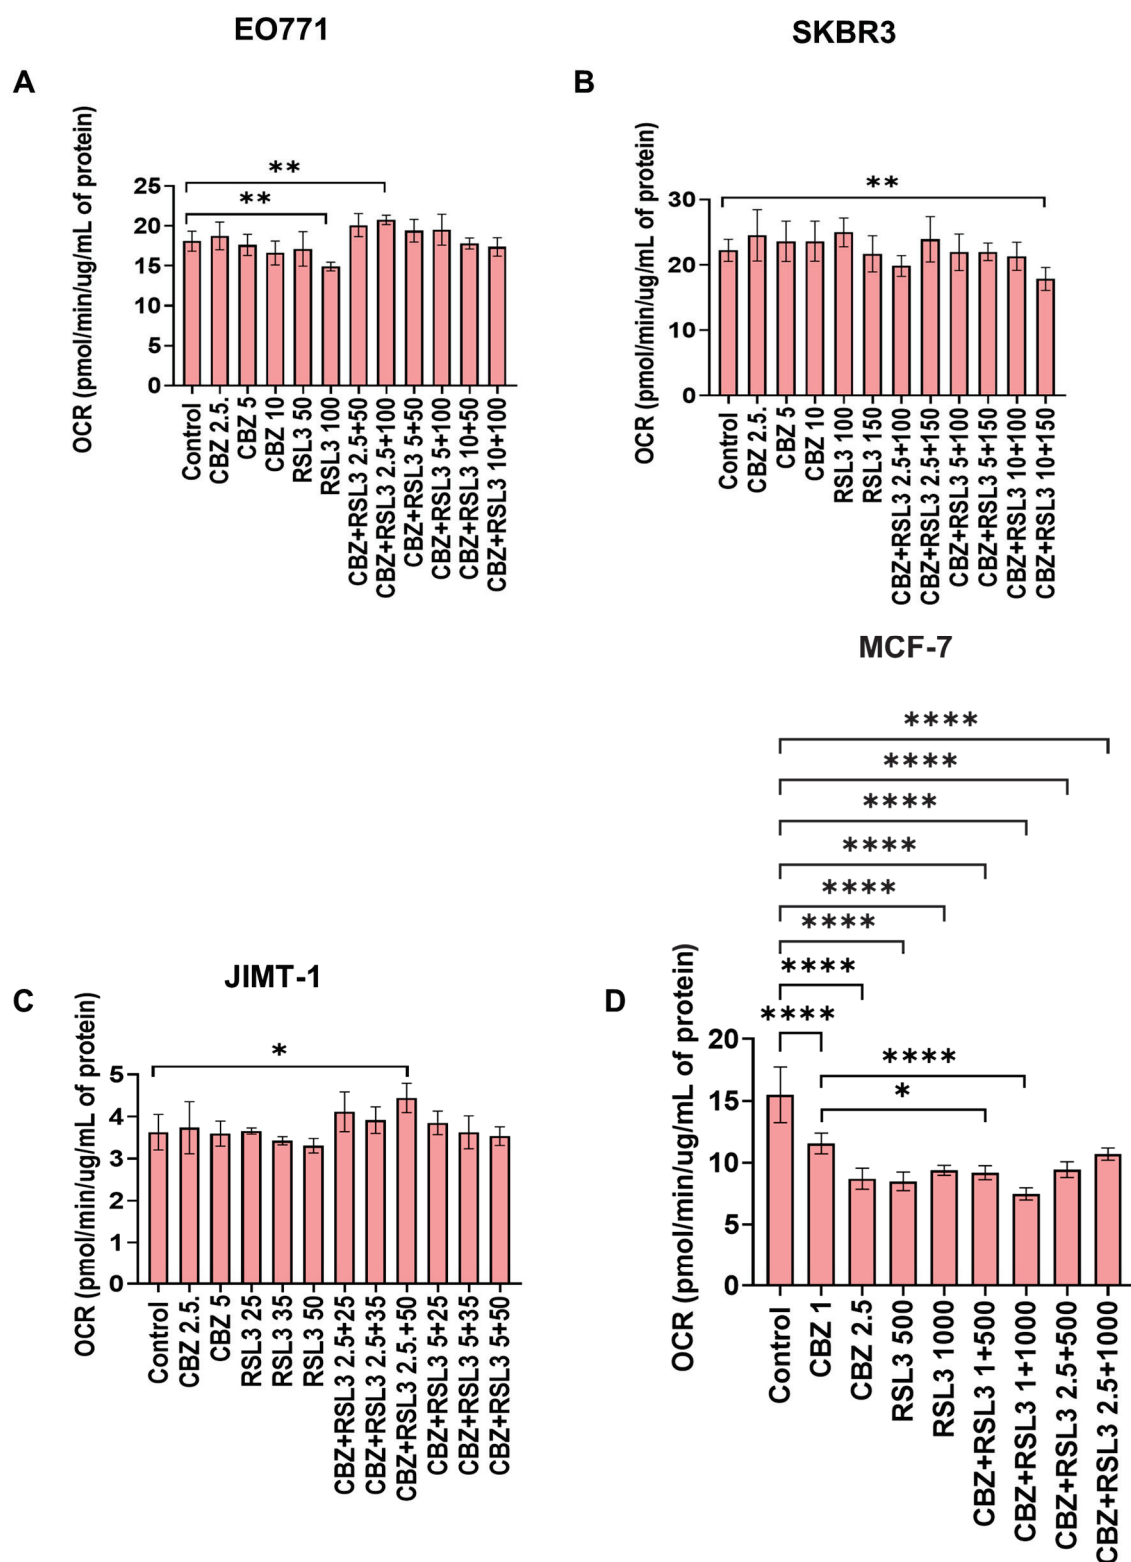 EO771
SKBR3
A
B
OCR (pmol/min/ug/mL of protein)
**
**
25
20
15
10
5
0
Control
CBZ 2.5.
CBZ 5
CBZ 10
RSL3 50
RSL3 100
CBZ+RSL3 2.5+50
CBZ+RSL3 2.5+100
CBZ+RSL3 5+50
CBZ+RSL3 5+100
CBZ+RSL3 10+50
CBZ+RSL3 10+100
OCR (pmol/min/ug/mL of protein)
**
30
20
10
0
Control
CBZ 2.5.
CBZ 5
CBZ 10
RSL3 100
RSL3 150
CBZ+RSL3 2.5+100
CBZ+RSL3 2.5+150
CBZ+RSL3 5+100
CBZ+RSL3 5+150
CBZ+RSL3 10+100
CBZ+RSL3 10+150
JIMT-1
C
OCR (pmol/min/ug/mL of protein)
*
5
4
3
2
1
0
Control
CBZ 2.5.
CBZ 5
RSL3 25
RSL3 35
RSL3 50
CBZ+RSL3 2.5+25
CBZ+RSL3 2.5+35
CBZ+RSL3 2.5.+50
CBZ+RSL3 5+25
CBZ+RSL3 5+35
CBZ+RSL3 5+50
MCF-7
D
OCR (pmol/min/ug/mL of protein)
****
****
****
****
****
****
****
****
****
*
20
15
10
5
0
Control
CBZ 1
CBZ 2.5
RSL3 500
RSL3 1000
CBZ+RSL3 1+500
CBZ+RSL3 1+1000
CBZ+RSL3 2.5+500
CBZ+RSL3 2.5+1000